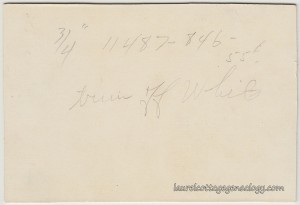 3/4" 11487-846-
55¢
trim off White
laurelcottagegenealogy.com